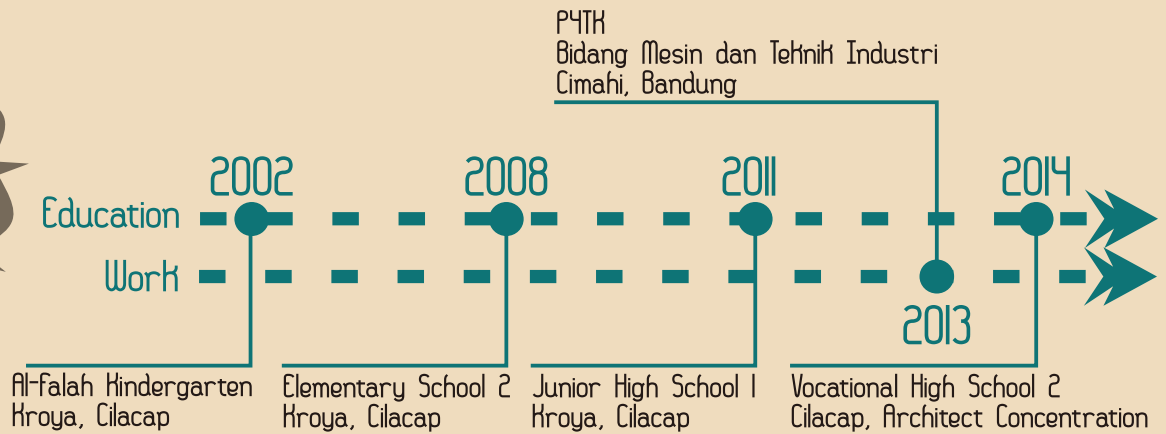 P4TK
Bidang Mesin dan Teknik Industri
Cimahi, Bandung
2002
2008
2011
2014
Education
Work
2013
Al-Falah Kindergarten
Kroya, Cilacap
Elementary School 2
Kroya, Cilacap
Junior High School 1
Kroya, Cilacap
Vocational High School 2
Cilacap, Architect Concentration